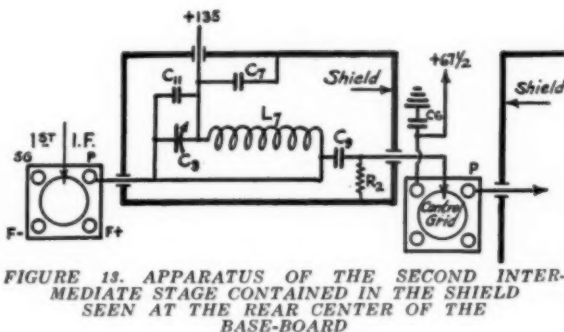 +135
C11
C7
Shield
+67½
Shield
1ST I.F.
L7
C6
SG
P
C3
C9
R2
P
Control
Grid
F-
F+
FIGURE 13. APPARATUS OF THE SECOND INTER-
MEDIATE STAGE CONTAINED IN THE SHIELD
SEEN AT THE REAR CENTER OF THE
BASE-BOARD